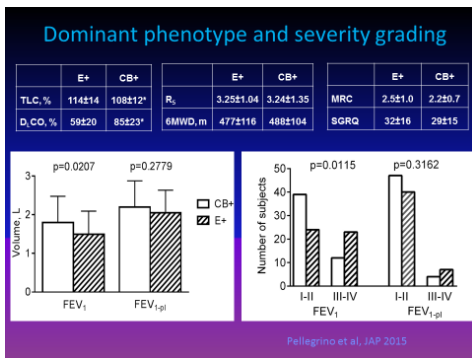 Dominant phenotype and severity grading
E+ CB+
TLC, % 114±14 108±12*
DLCO, % 59±20 85±23*
E+ CB+
R5 3.25±1.04 3.24±1.35
6MWD, m 477±116 488±104
E+ CB+
MRC 2.5±1.0 2.2±0.7
SGRQ 32±16 29±15
p=0.0207 p=0.2779
3
2
1
0
Volume, L
CB+
E+
FEV1 FEV1-pl
p=0.0115 p=0.3162
50
40
30
20
10
0
Number of subjects
I-II III-IV I-II III-IV
FEV1 FEV1-pl
Pellegrino et al, JAP 2015